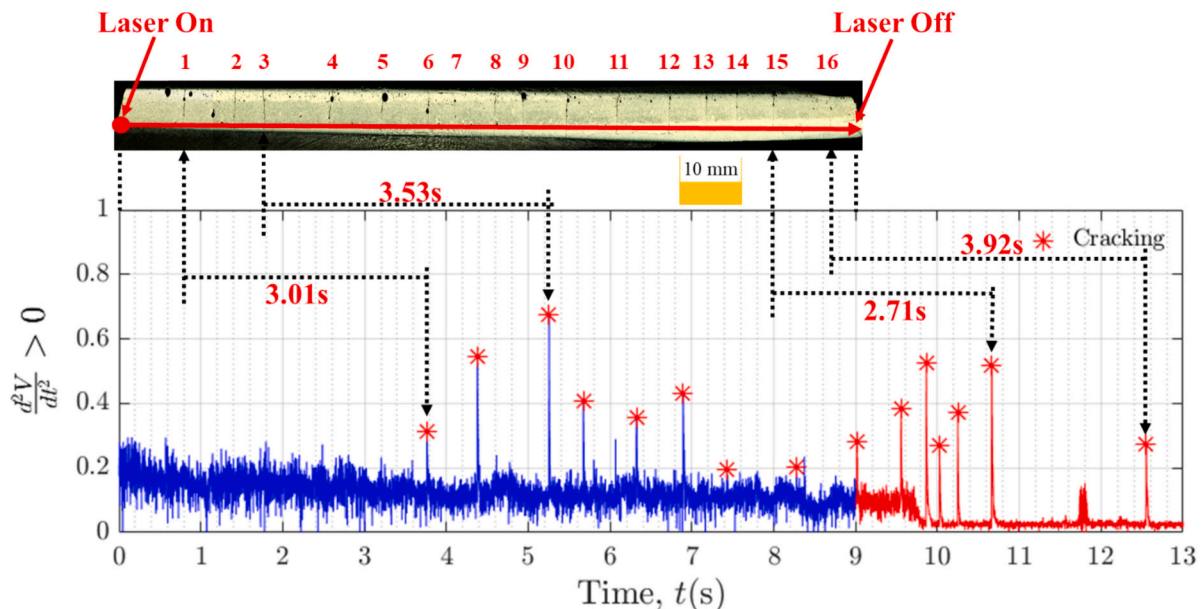 Laser On
Laser Off
1 2 3 4 5 6 7 8 9 10 11 12 13 14 15 16
10 mm
3.53s
1
Cracking
3.92s
0.8
3.01s
2.71s
0.6
0.4
0.2
0
d²V/dt² > 0
0 1 2 3 4 5 6 7 8 9 10 11 12 13
Time, t(s)